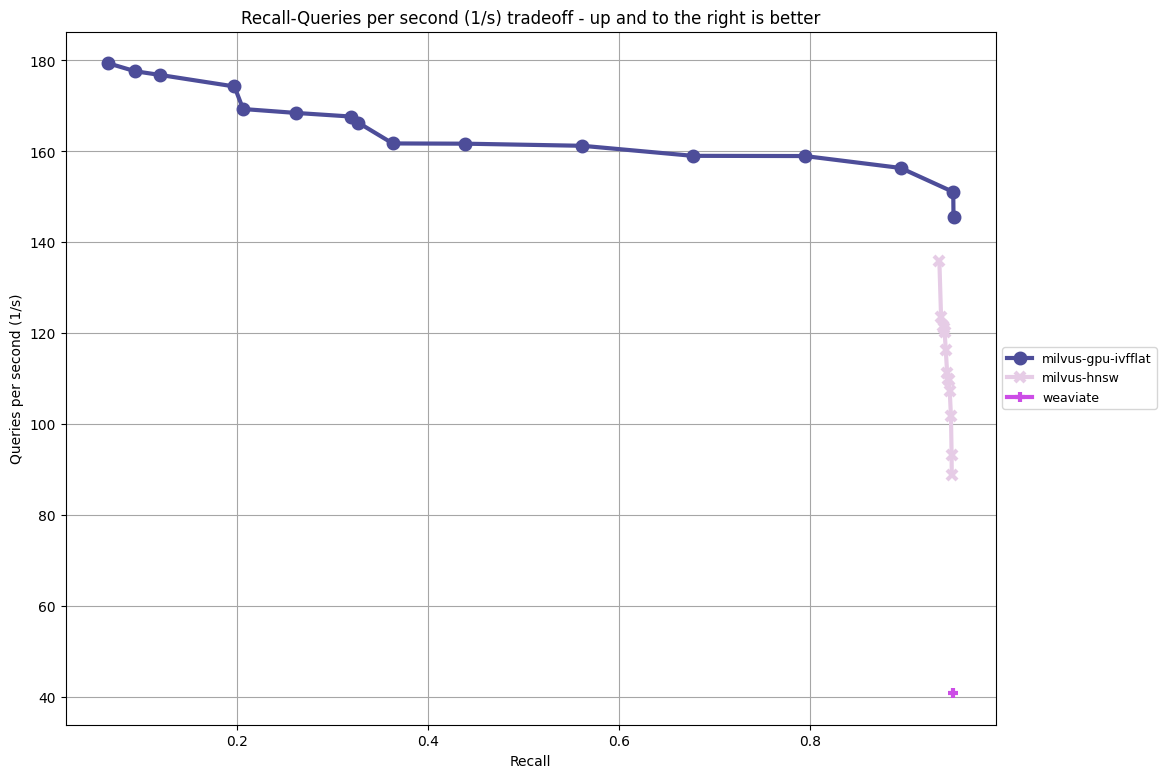 Recall-Queries per second (1/s) tradeoff - up and to the right is better
Queries per second (1/s)
180
160
140
120
100
80
60
40
0.2
0.4
0.6
0.8
Recall
milvus-gpu-ivfflat
milvus-hnsw
weaviate